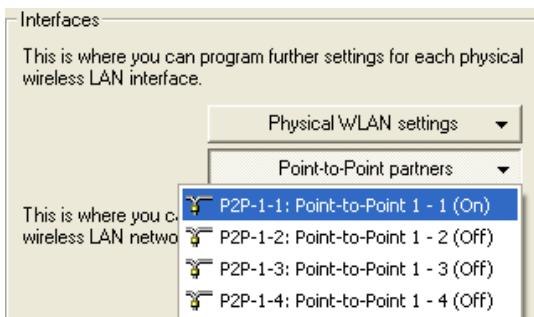 Interfaces
This is where you can program further settings for each physical
wireless LAN interface.
Physical WLAN settings
Point-to-Point partners
P2P-1-1: Point-to-Point 1 - 1 (On)
This is where you
P2P-1-2: Point-to-Point 1 - 2 (Off)
wireless LAN
P2P-1-3: Point-to-Point 1 - 3 (Off)
P2P-1-4: Point-to-Point 1 - 4 (Off)